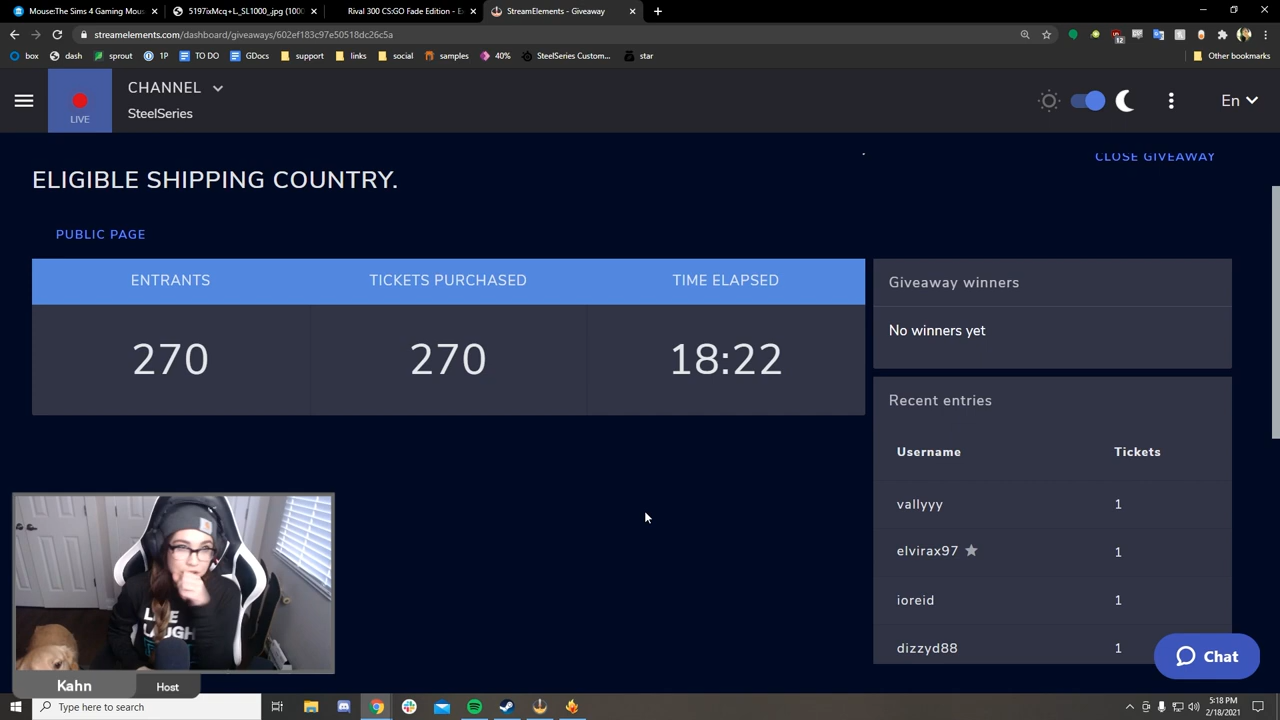 Mouse:The Sims 4 Gaming Mous
5197ixMcq+L_SL1000_.jpg (1000
Rival 300 CS:GO Fade Edition - E
StreamElements - Giveaway
streamelements.com/dashboard/giveaways/602ef183c97e50518dc26c5a
box
dash
sprout
1P
TO DO
GDocs
support
links
social
samples
40%
SteelSeries Custom...
star
12
Other bookmarks
LIVE
CHANNEL
SteelSeries
En
CLOSE GIVEAWAY
ELIGIBLE SHIPPING COUNTRY.
PUBLIC PAGE
ENTRANTS
TICKETS PURCHASED
TIME ELAPSED
270
270
18:22
Giveaway winners
No winners yet
Recent entries
Username
Tickets
vallyyy
1
elvirax97
1
ioreid
1
dizzyd88
1
Chat
LAUGH
Kahn
Host
Type here to search
5:18 PM
2/18/2021